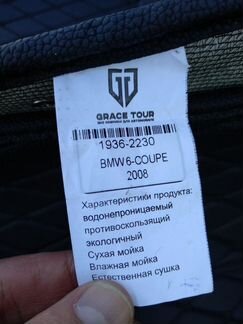 GRACE TOUR
1936-2230
BMW 6-COUPE
2008
Характеристики продукта:
водонепроницаемый
противоскользящий
экологичный
Сухая мойка
Влажная мойка
Естественная сушка